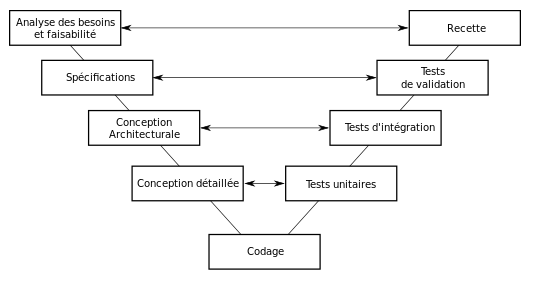 Analyse des besoins
et faisabilité
Recette
Spécifications
Tests
de validation
Conception
Architecturale
Tests d'intégration
Conception détaillée
Tests unitaires
Codage